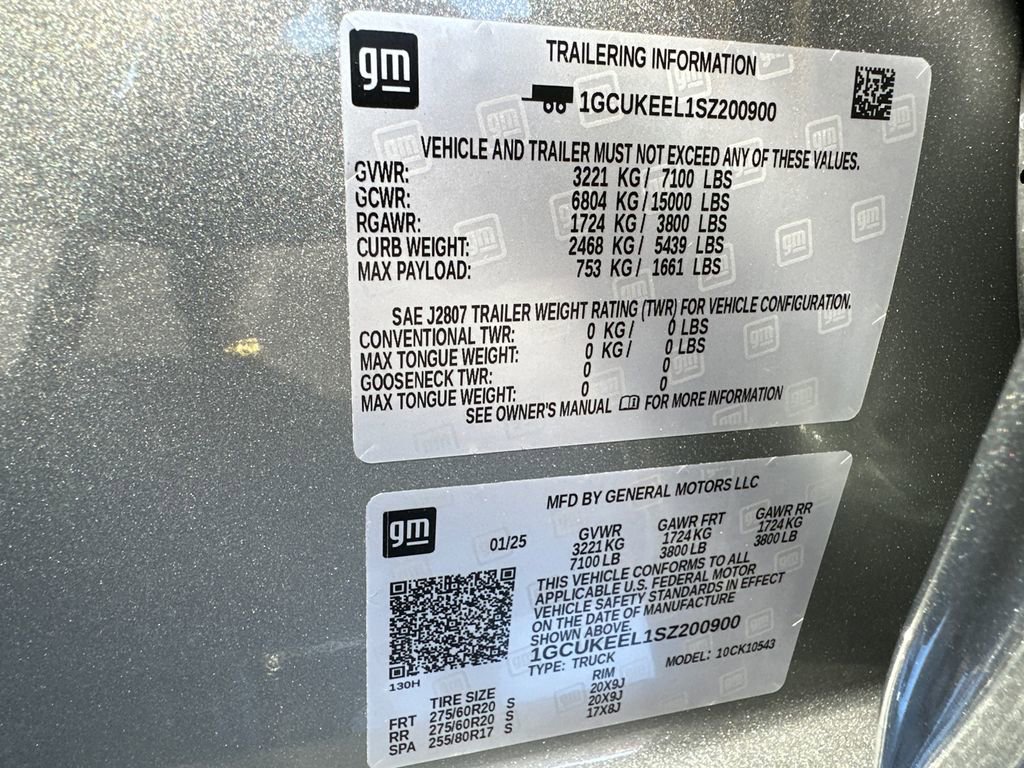 gm
TRAILERING INFORMATION
1GCUKEEL1SZ200900
VEHICLE AND TRAILER MUST NOT EXCEED ANY OF THESE VALUES.
GVWR: 3221 KG / 7100 LBS
GCWR: 6804 KG / 15000 LBS
RGAWR: 1724 KG / 3800 LBS
CURB WEIGHT: 2468 KG / 5439 LBS
MAX PAYLOAD: 753 KG / 1661 LBS
SAE J2807 TRAILER WEIGHT RATING (TWR) FOR VEHICLE CONFIGURATION.
CONVENTIONAL TWR: 0 KG / 0 LBS
MAX TONGUE WEIGHT: 0 KG / 0 LBS
GOOSENECK TWR: 0 0
MAX TONGUE WEIGHT: 0 0
SEE OWNER'S MANUAL FOR MORE INFORMATION
gm
MFD BY GENERAL MOTORS LLC
01/25 GVWR GAWR FRT GAWR RR
3221 KG 1724 KG 1724 KG
7100 LB 3800 LB 3800 LB
THIS VEHICLE CONFORMS TO ALL
APPLICABLE U.S. FEDERAL MOTOR
VEHICLE SAFETY STANDARDS IN EFFECT
ON THE DATE OF MANUFACTURE
SHOWN ABOVE.
1GCUKEEL1SZ200900
TYPE: TRUCK MODEL: 10CK10543
130H
TIRE SIZE RIM
FRT 275/60R20 S 20X9J
RR 275/60R20 S 20X9J
SPA 255/80R17 S 17X8J